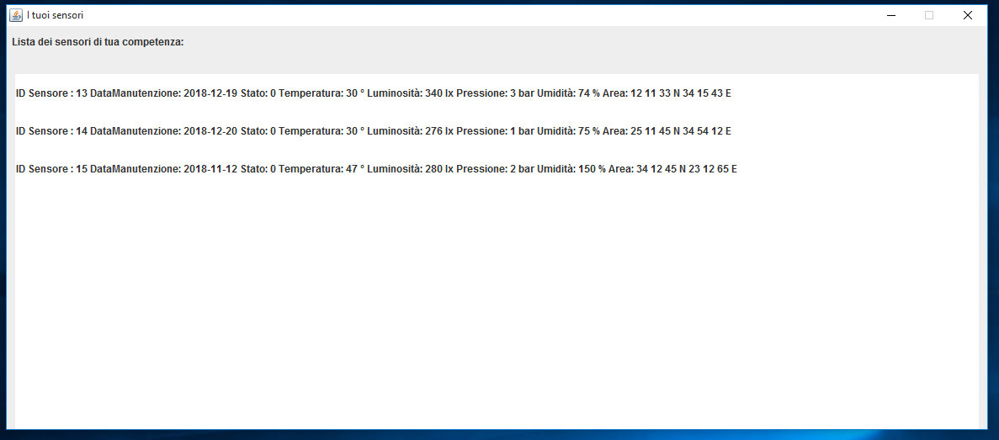 I tuoi sensori
Lista dei sensori di tua competenza:
ID Sensore : 13 DataManutenzione: 2018-12-19 Stato: 0 Temperatura: 30 ° Luminosità: 340 lx Pressione: 3 bar Umidità: 74 % Area: 12 11 33 N 34 15 43 E
ID Sensore : 14 DataManutenzione: 2018-12-20 Stato: 0 Temperatura: 30 ° Luminosità: 276 lx Pressione: 1 bar Umidità: 75 % Area: 25 11 45 N 34 54 12 E
ID Sensore : 15 DataManutenzione: 2018-11-12 Stato: 0 Temperatura: 47 ° Luminosità: 280 lx Pressione: 2 bar Umidità: 150 % Area: 34 12 45 N 23 12 65 E